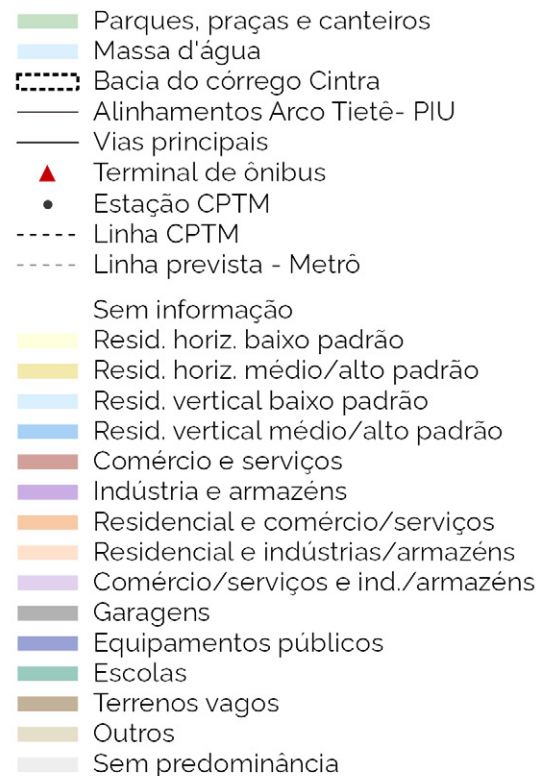 Parques, praças e canteiros
Massa d'água
Bacia do córrego Cintra
Alinhamentos Arco Tietê- PIU
Vias principais
Terminal de ônibus
Estação CPTM
Linha CPTM
Linha prevista - Metrô
Sem informação
Resid. horiz. baixo padrão
Resid. horiz. médio/alto padrão
Resid. vertical baixo padrão
Resid. vertical médio/alto padrão
Comércio e serviços
Indústria e armazéns
Residencial e comércio/serviços
Residencial e indústrias/armazéns
Comércio/serviços e ind./armazéns
Garagens
Equipamentos públicos
Escolas
Terrenos vagos
Outros
Sem predominância